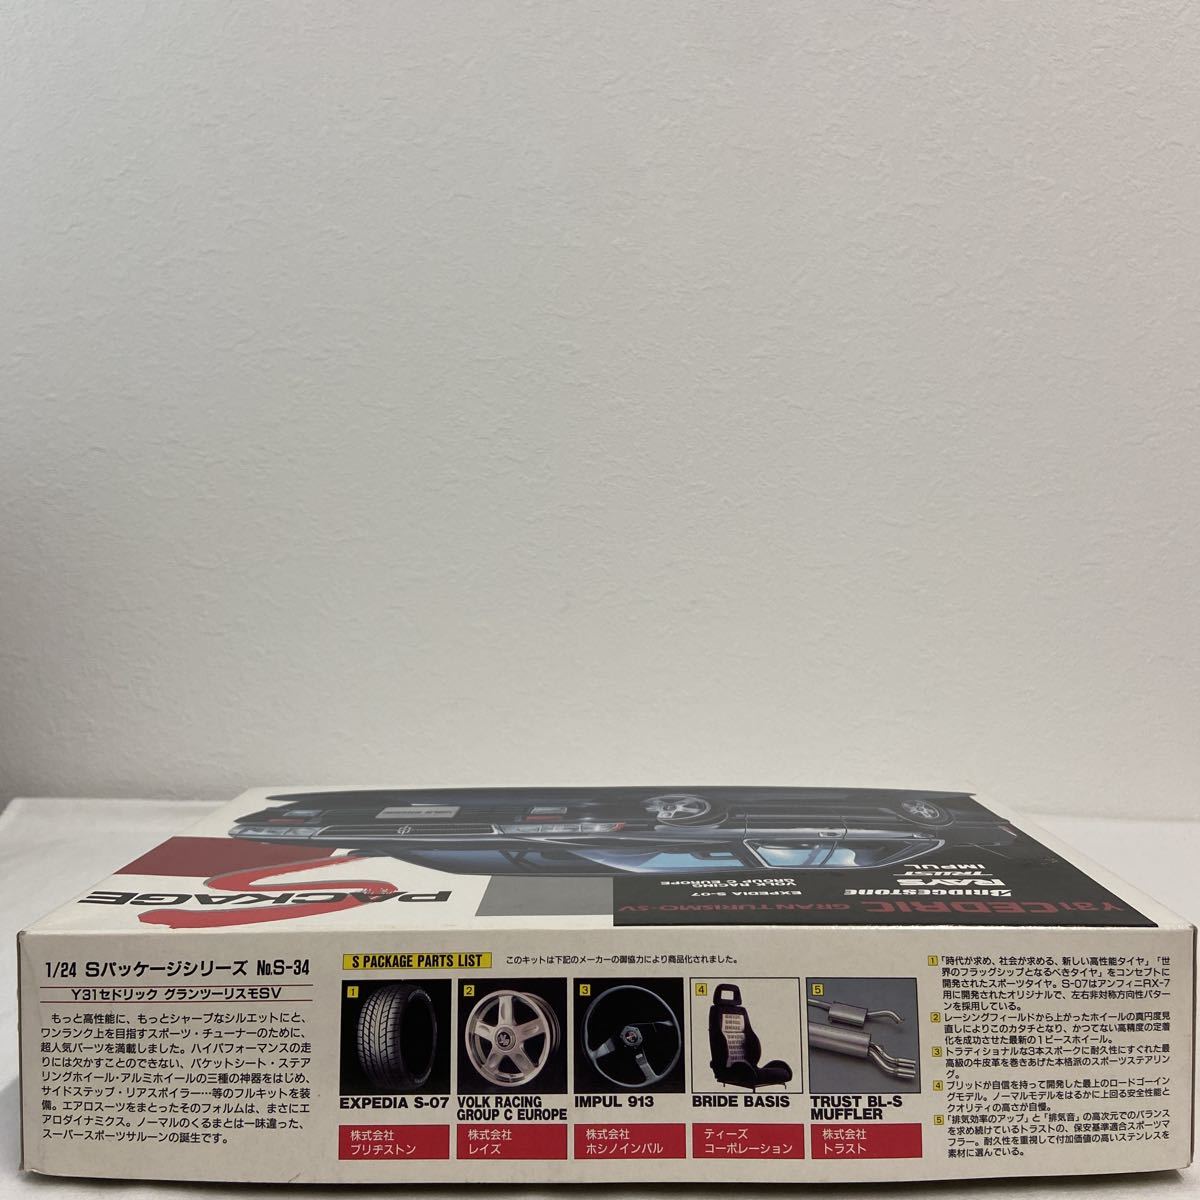 PACKAGE
S
Y31 CEDRIC GRAN TURISMO-SV
BRIDGESTONE
RAYS
TRUST
IMPUL
EXPEDIA S-07
VOLK RACING
GROUP C EUROPE
1/24 Sパッケージシリーズ No.S-34
Y31セドリック グランツーリスモSV
もっと高性能に、もっとシャープなシルエットにと、
ワンランク上を目指すスポーツ・チューナーのために、
超人気パーツを満載しました。ハイパフォーマンスの走
りには欠かすことのできない、バケットシート・ステア
リングホイール・アルミホイールの三種の神器をはじめ、
サイドステップ・リアスポイラー…等のフルキットを装
備。エアロスーツをまとったそのフォルムは、まさにエ
アロダイナミクス。ノーマルのくるまとは一味違った、
スーパースポーツサルーンの誕生です。
S PACKAGE PARTS LIST
このキットは下記のメーカーの御協力により商品化されました。
1
EXPEDIA S-07
株式会社
ブリヂストン
2
VOLK RACING
GROUP C EUROPE
株式会社
レイズ
3
IMPUL 913
株式会社
ホシノインパル
4
BRIDE BASIS
ティーズ
コーポレーション
5
TRUST BL-S
MUFFLER
株式会社
トラスト
1 「時代が求め、社会が求める、新しい高性能タイヤ」「世
界のフラッグシップとなるべきタイヤ」をコンセプトに
開発されたスポーツタイヤ。S-07はアンフィニRX-7
用に開発されたオリジナルで、左右非対称方向性パター
ンを採用している。
2 レーシングフィールドから上がったホイールの真円度見
直しによりこのカタチとなり、かつてない高精度の定着
化を成功させた最新の1ピースホイール。
3 トラディショナルな3本スポークに耐久性にすぐれた最
高級の牛皮革を巻きあげた本格派のスポーツステアリン
グ。
4 ブリッドが自信を持って開発した最上のロードゴーイン
グモデル。ノーマルモデルをはるかに上回る安全性能と
クオリティの高さが自慢。
5 「排気効率のアップ」と「排気音」の高次元でのバランス
を求め続けているトラストの、保安基準適合スポーツマ
フラー。耐久性を重視して付加価値の高いステンレスを
素材に選んでいる。